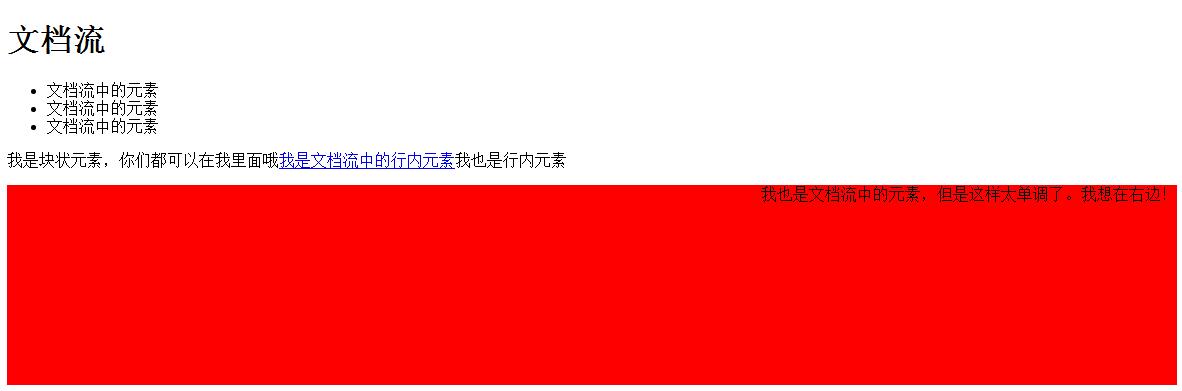 文档流
文档流中的元素
文档流中的元素
文档流中的元素
我是块状元素，你们都可以在我里面哦我是文档流中的行内元素我也是行内元素
我也是文档流中的元素，但是这样太单调了。我想在右边！